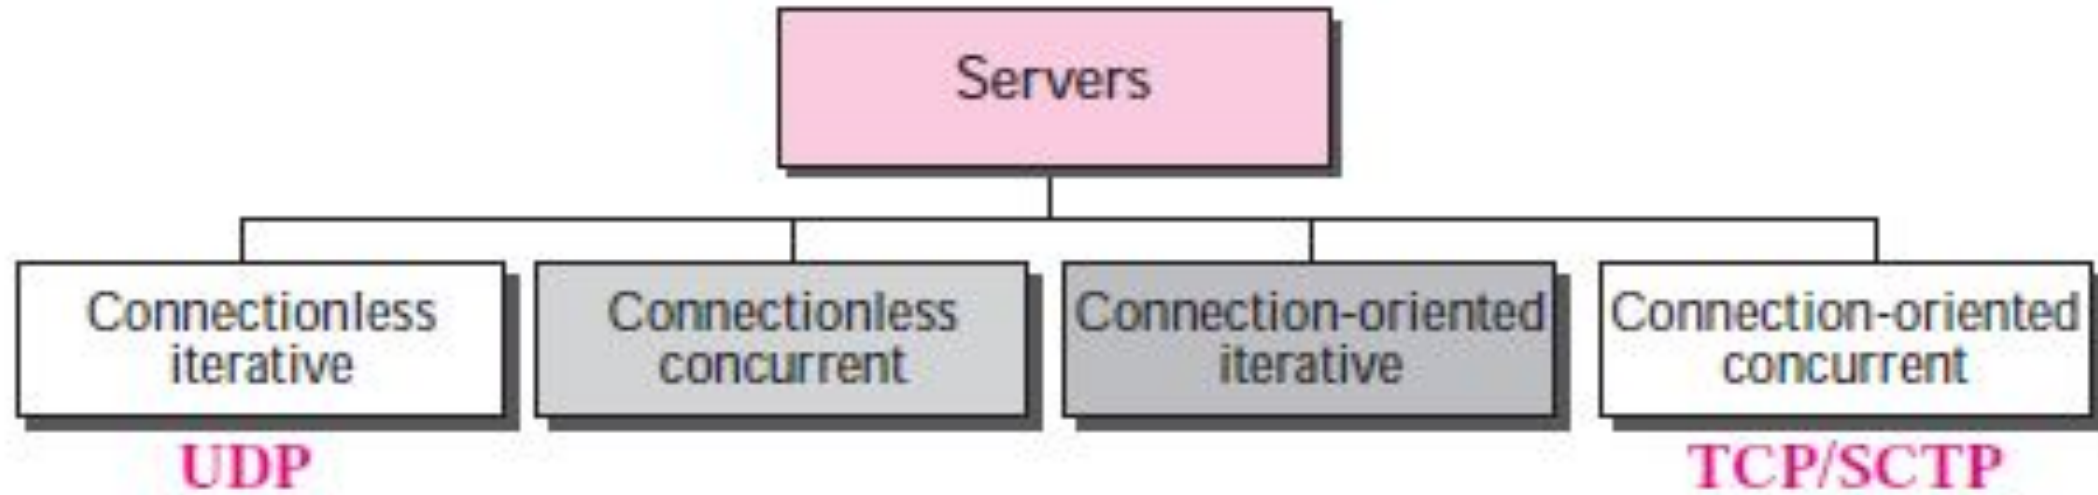 Servers
Connectionless
iterative
Connectionless
concurrent
Connection-oriented
iterative
Connection-oriented
concurrent
UDP
TCP/SCTP